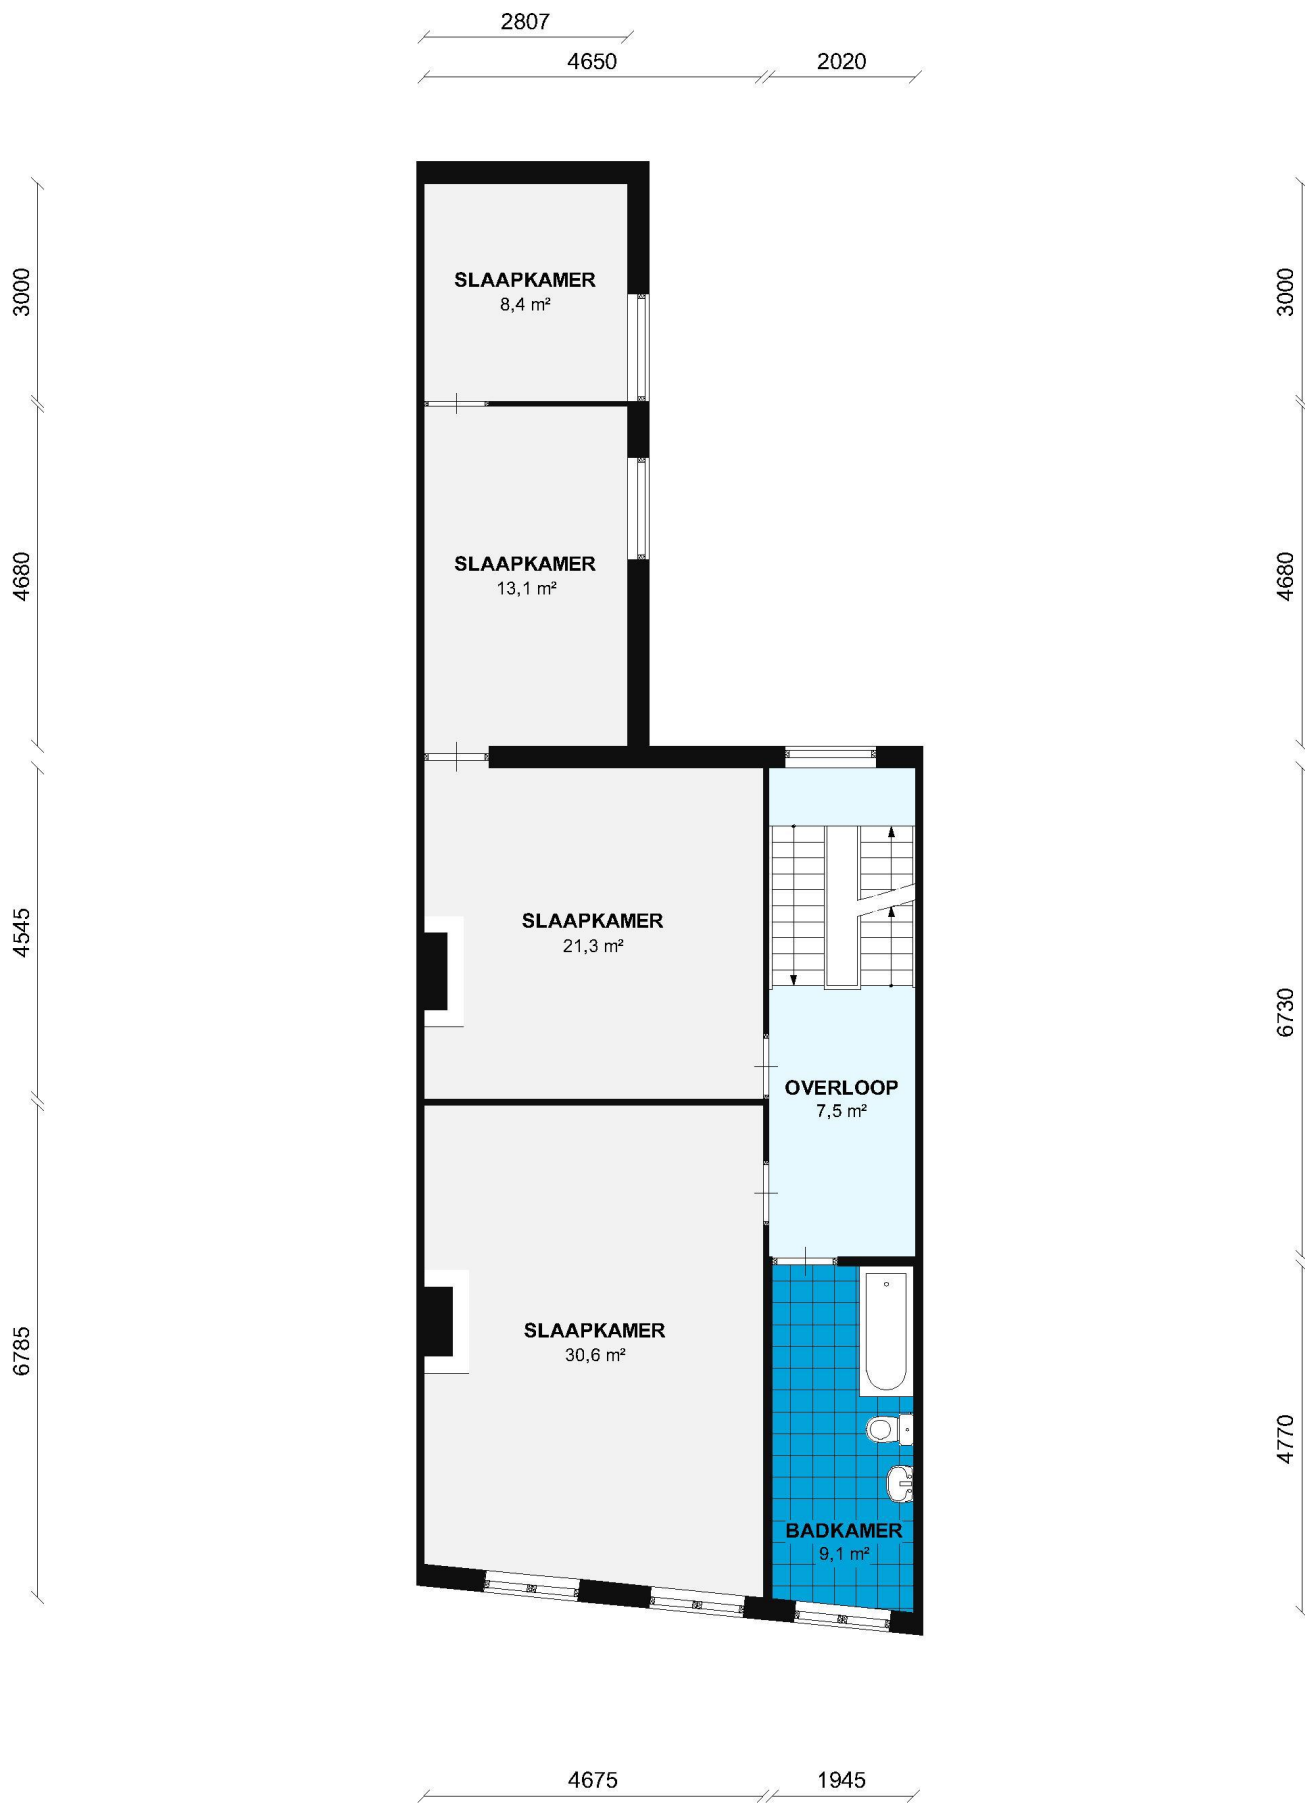 2807
4650
2020
3000
3000
SLAAPKAMER
8,4 m²
4680
4680
SLAAPKAMER
13,1 m²
4545
SLAAPKAMER
21,3 m²
6730
OVERLOOP
7,5 m²
6785
SLAAPKAMER
30,6 m²
4770
BADKAMER
9,1 m²
4675
1945